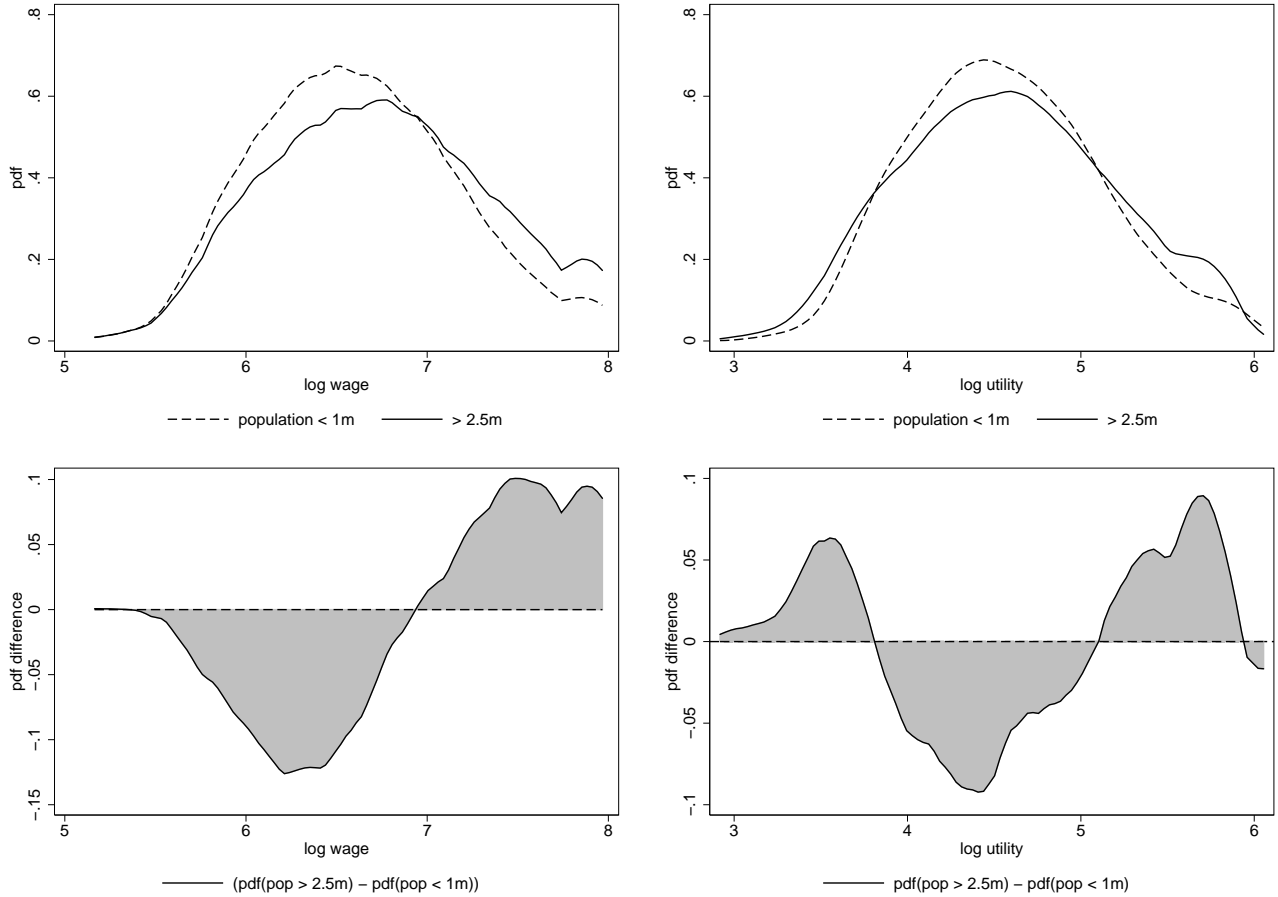 .8
.6
.4
.2
0
pdf
5 6 7 8
log wage
population < 1m > 2.5m
.8
.6
.4
.2
0
pdf
3 4 5 6
log utility
population < 1m > 2.5m
.1
.05
0
−.05
−.1
−.15
pdf difference
5 6 7 8
log wage
(pdf(pop > 2.5m) − pdf(pop < 1m))
.1
.05
0
−.05
−.1
pdf difference
3 4 5 6
log utility
pdf(pop > 2.5m) − pdf(pop < 1m)